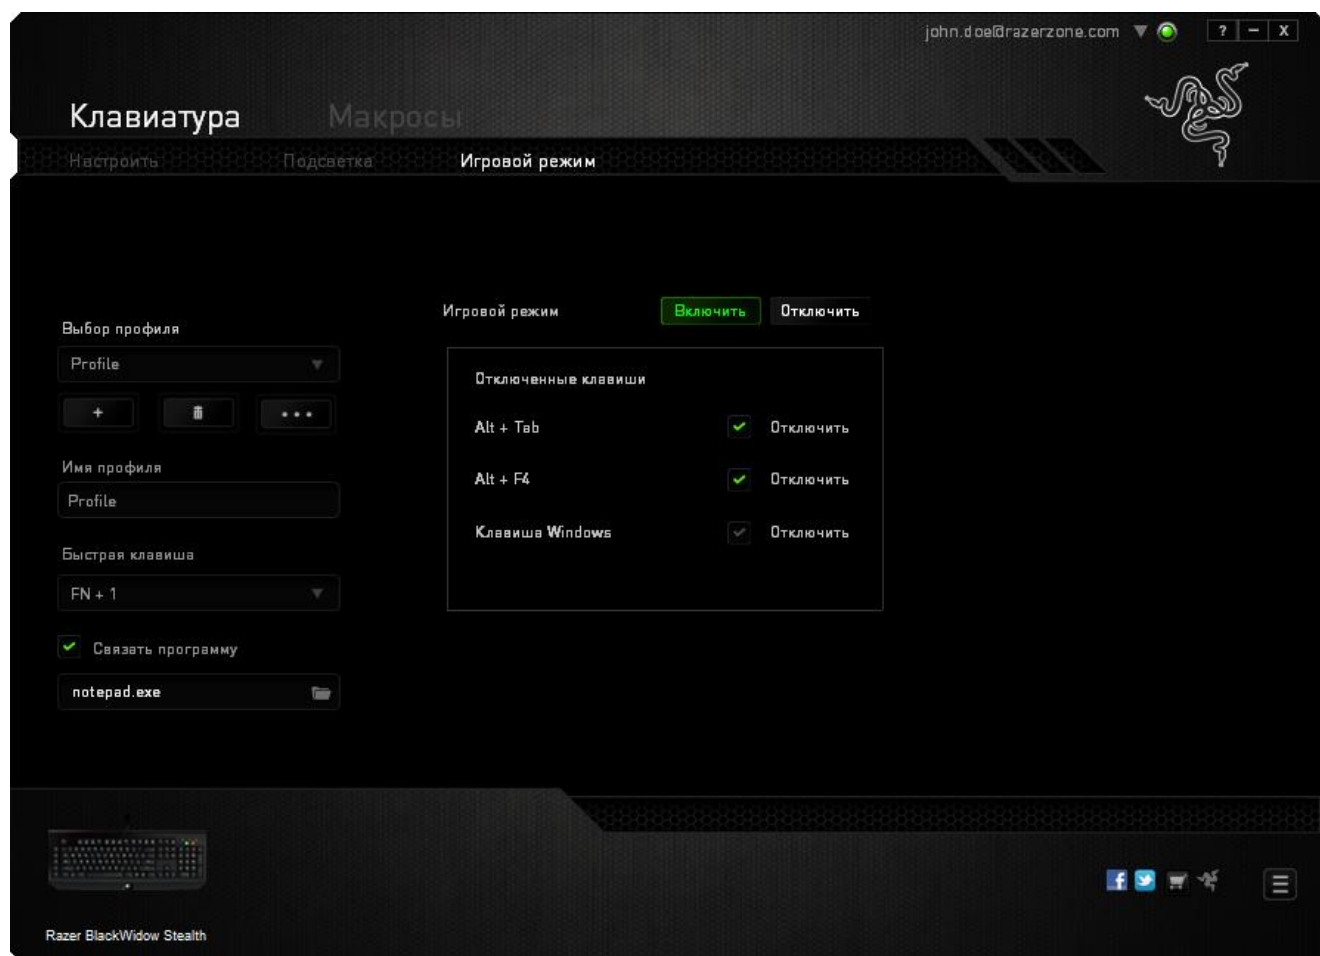 john.doe@razerzone.com
? - X
Клавиатура Макросы
Настроить Подсветка Игровой режим
Выбор профиля
Profile
+
Имя профиля
Profile
Быстрая клавиша
FN + 1
Связать программу
notepad.exe
Игровой режим Включить Отключить
Отключенные клавиши
Alt + Tab Отключить
Alt + F4 Отключить
Клавиша Windows Отключить
Razer BlackWidow Stealth